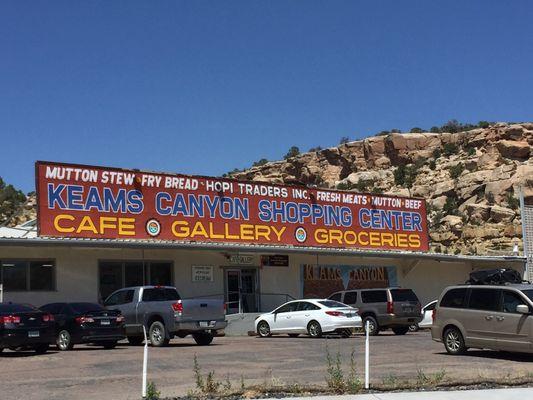 MUTTON STEW FRY BREAD HOPI TRADERS INC. FRESH MEATS MUTTON BEEF
KEAMS CANYON SHOPPING CENTER
CAFE GALLERY GROCERIES
KEAMS CANYON